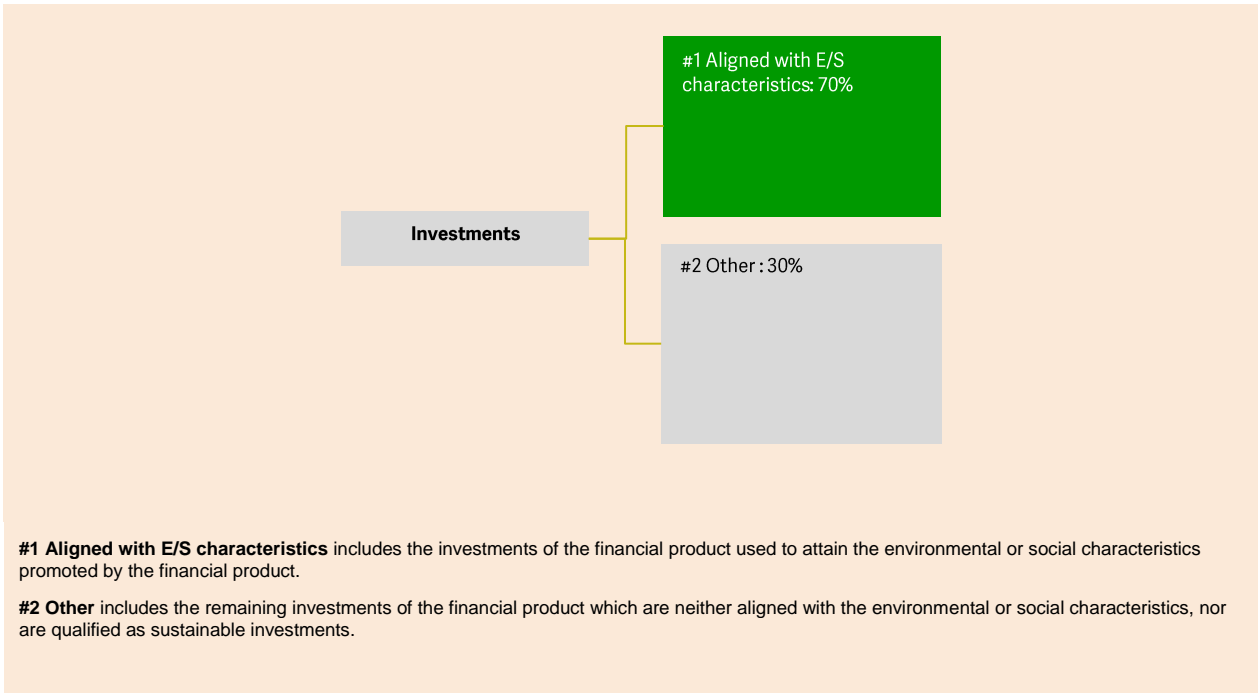 #1 Aligned with E/S
characteristics: 70%
Investments
#2 Other : 30%
#1 Aligned with E/S characteristics includes the investments of the financial product used to attain the environmental or social characteristics
promoted by the financial product.
#2 Other includes the remaining investments of the financial product which are neither aligned with the environmental or social characteristics, nor
are qualified as sustainable investments.